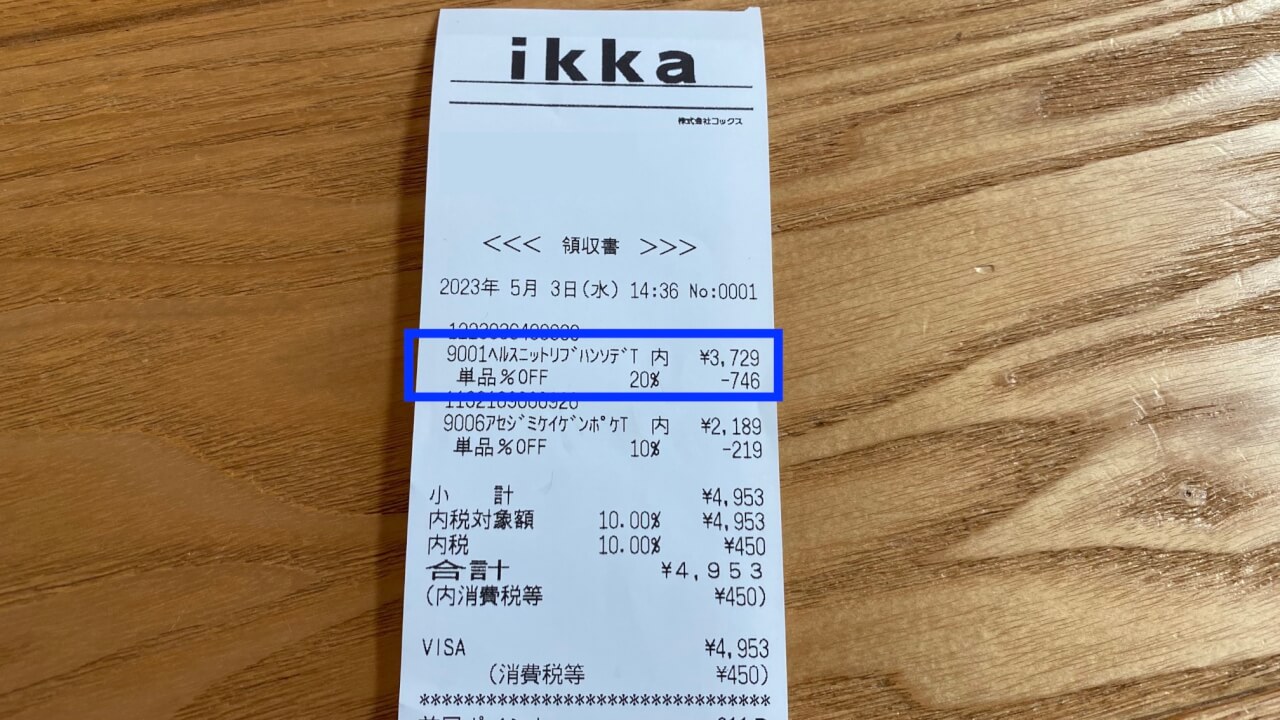 ikka
株式会社コックス
<<< 領収書 >>>
2023年 5月 3日(水) 14:36 No:0001
9001ﾍﾙｽﾆｯﾄﾘﾌﾞﾊﾝｿﾃﾞT 内 ¥3,729
単品%OFF 20% -746
9006ｱｾｼﾞﾐｹｲｹﾞﾝﾎﾟｹT 内 ¥2,189
単品%OFF 10% -219
小 計 ¥4,953
内税対象額 10.00% ¥4,953
内税 10.00% ¥450
合計 ¥4,953
(内消費税等 ¥450)
VISA ¥4,953
(消費税等 ¥450)
********************************